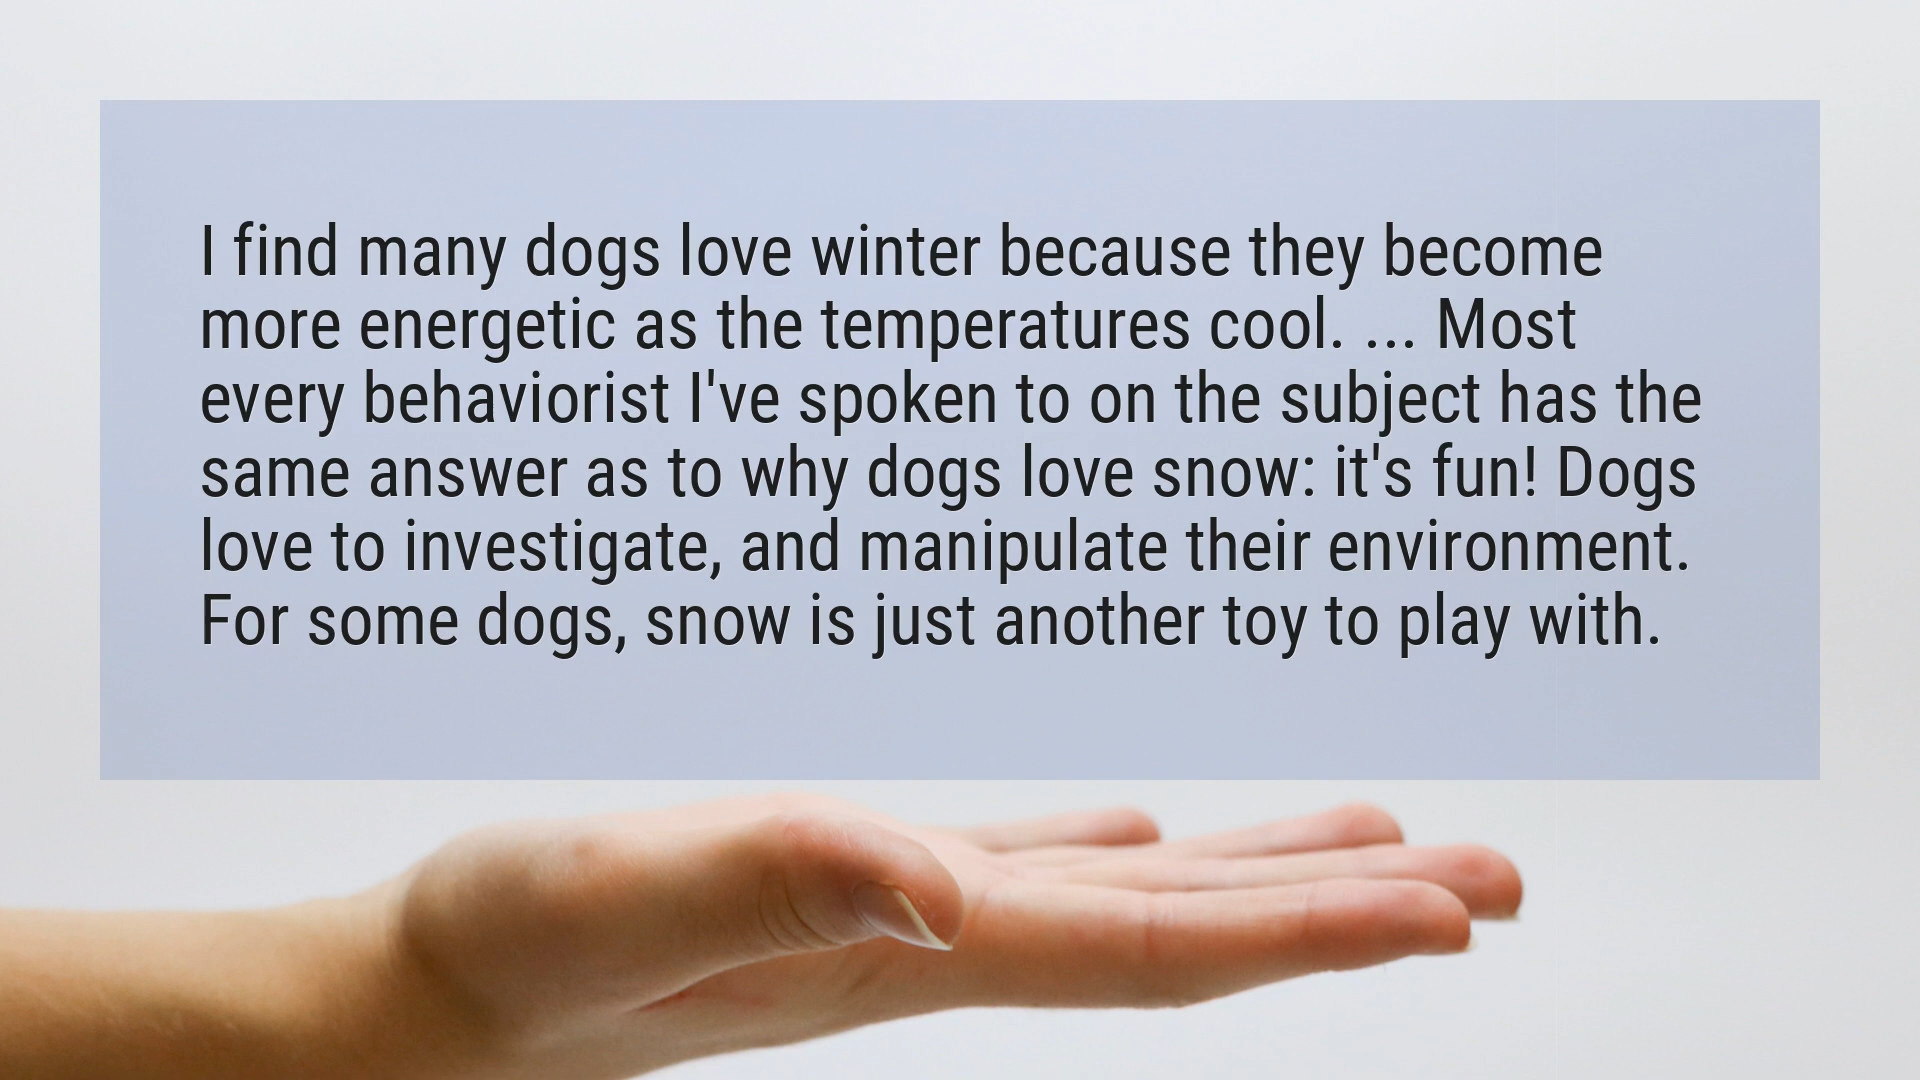 I find many dogs love winter because they become
more energetic as the temperatures cool. ... Most
every behaviorist I've spoken to on the subject has the
same answer as to why dogs love snow: it's fun! Dogs
love to investigate, and manipulate their environment.
For some dogs, snow is just another toy to play with.